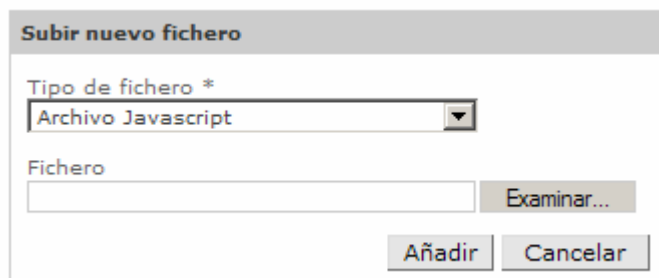 Subir nuevo fichero
Tipo de fichero *
Archivo Javascript
Fichero
Examinar...
Añadir Cancelar